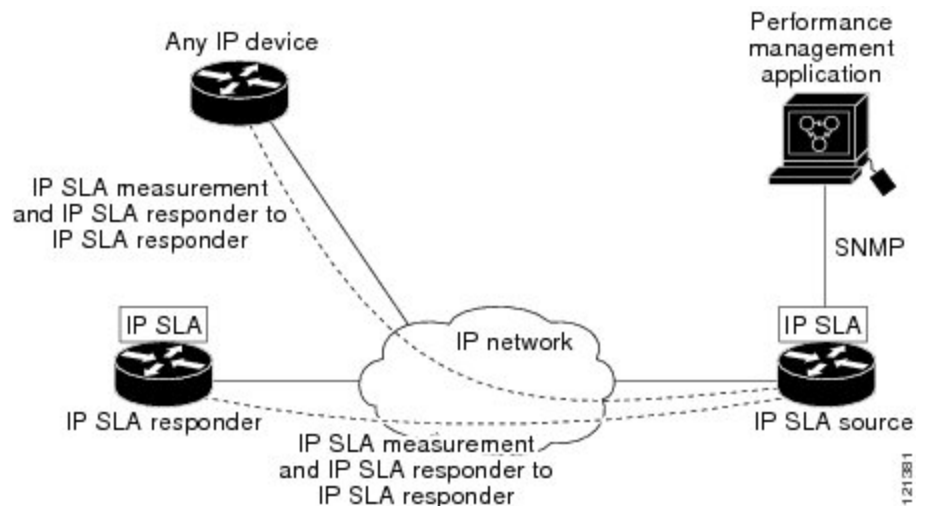 Any IP device
Performance
management
application
IP SLA measurement
and IP SLA responder to
IP SLA responder
SNMP
IP SLA
IP network
IP SLA
IP SLA responder
IP SLA source
IP SLA measurement
and IP SLA responder to
IP SLA responder
121381